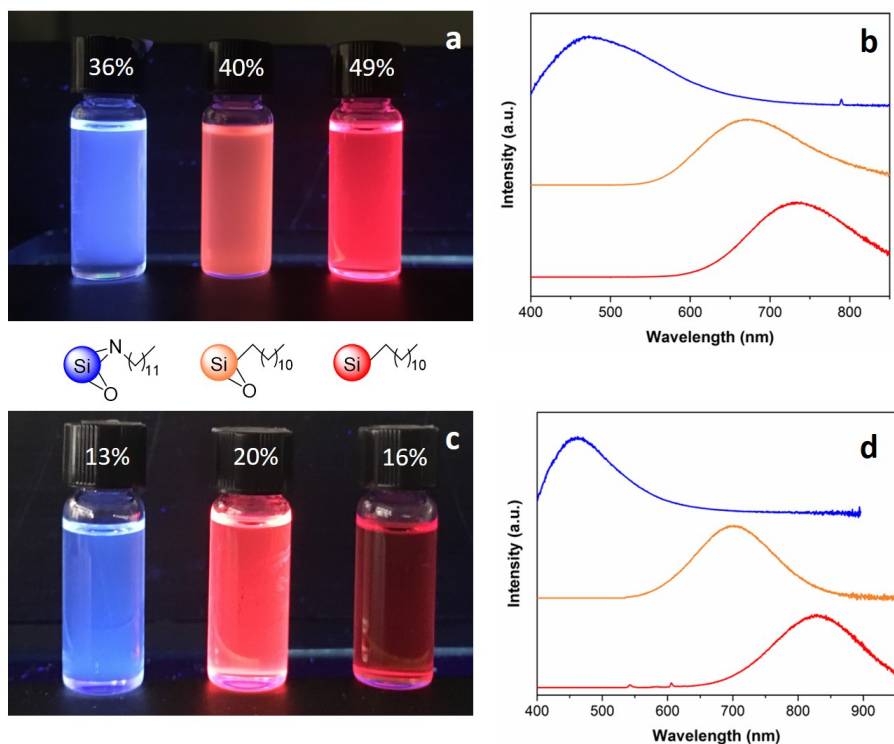 a
36% 40% 49%
b
Intensity (a.u.)
400 500 600 700 800
Wavelength (nm)
Si N O 11
Si O 10
Si 10
c
13% 20% 16%
d
Intensity (a.u.)
400 500 600 700 800 900
Wavelength (nm)